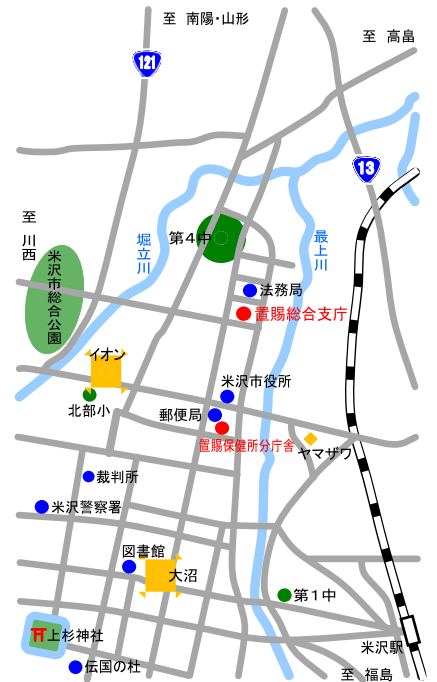 至 南陽・山形
至 高畠
121
13
至
川西
堀立川
第４中
最上川
米沢市総合公園
法務局
置賜総合支庁
イオン
米沢市役所
北部小
郵便局
置賜保健所分庁舎
ヤマザワ
裁判所
米沢警察署
図書館
大沼
第１中
上杉神社
米沢駅
伝国の杜
至 福島